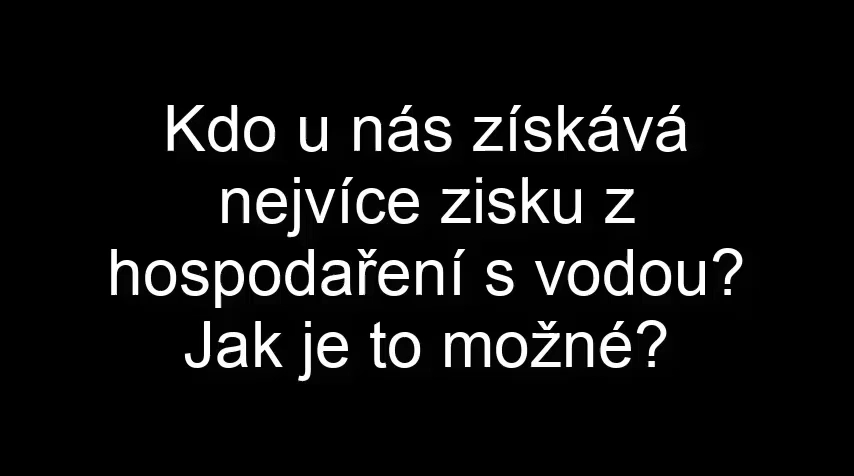 Kdo u nás získává
nejvíce zisku z
hospodaření s vodou?
Jak je to možné?